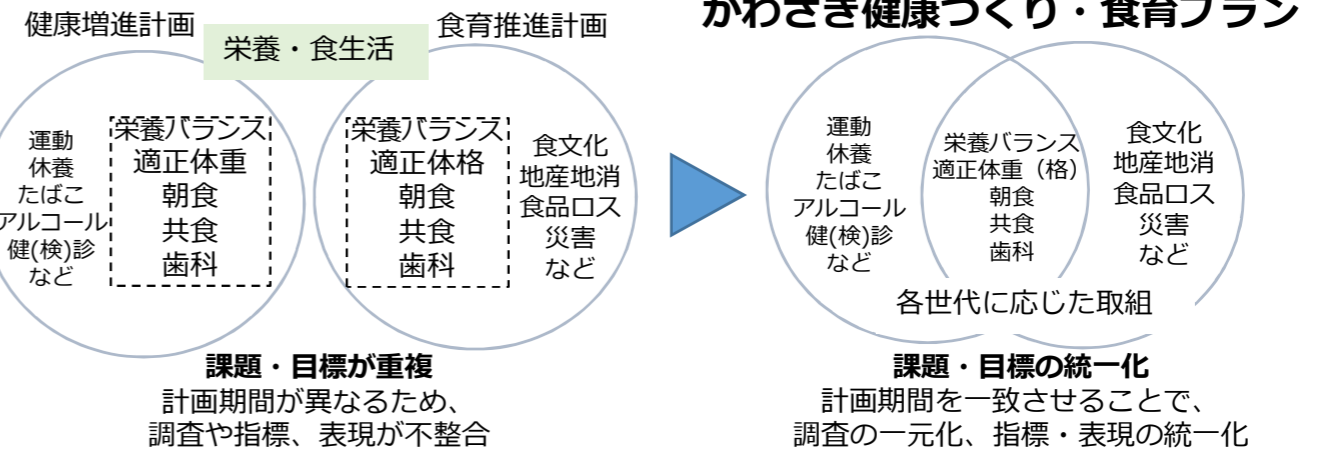 健康増進計画
栄養・食生活
食育推進計画
運動
休養
たばこ
アルコール
健(検)診
など
栄養バランス
適正体重
朝食
共食
歯科
栄養バランス
適正体格
朝食
共食
歯科
食文化
地産地消
食品ロス
災害
など
課題・目標が重複
計画期間が異なるため、
調査や指標、表現が不整合
かわさき健康づくり・食育プラン
運動
休養
たばこ
アルコール
健(検)診
など
栄養バランス
適正体重（格）
朝食
共食
歯科
食文化
地産地消
食品ロス
災害
など
各世代に応じた取組
課題・目標の統一化
計画期間を一致させることで、
調査の一元化、指標・表現の統一化